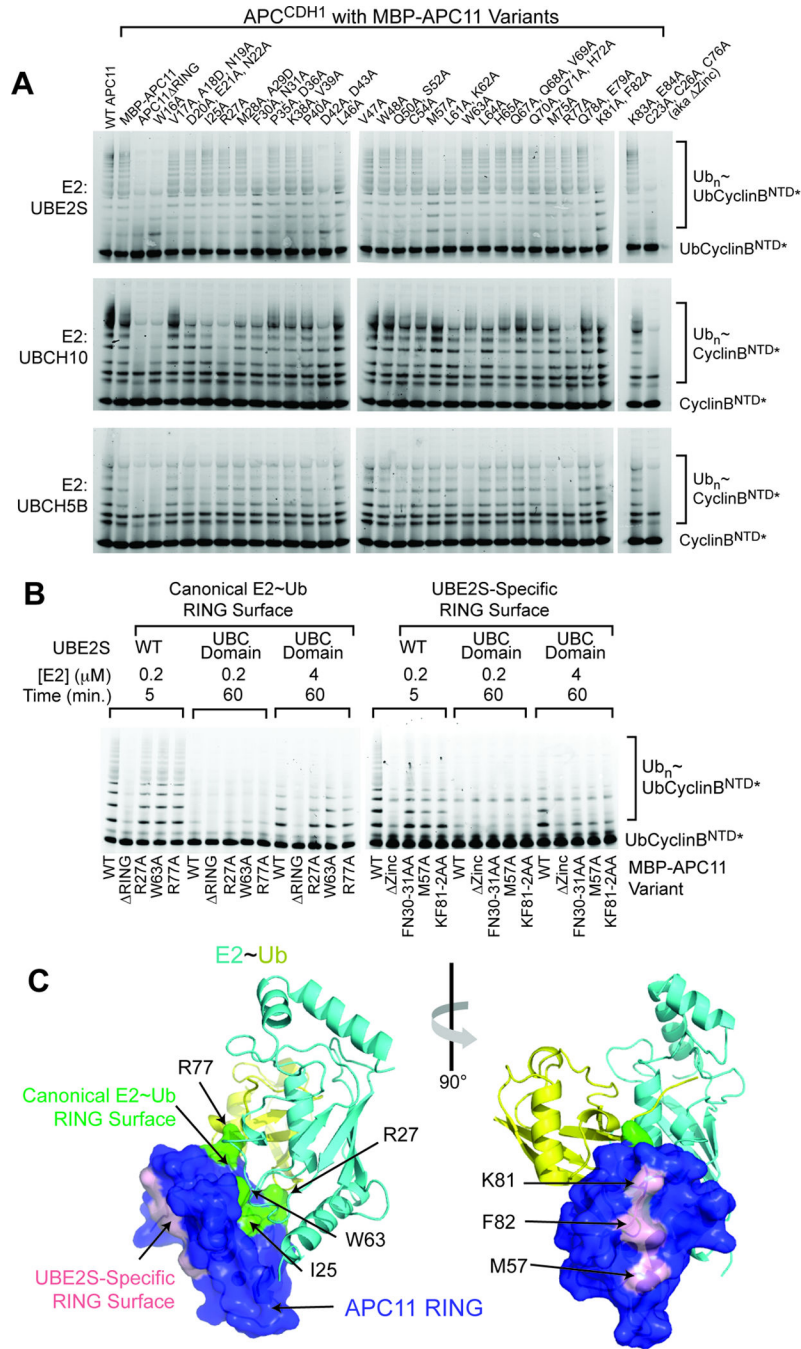 APC^CDH1 with MBP-APC11 Variants
A
WT APC11
MBP-APC11
APC11ΔRING
W16A
V17A, A18D, N19A
D20A, E21A, N22A
I25A
R27A
M28A, A29D
F30A, N31A
P35A, D36A
K38A, V39A
P40A
D42A, D43A
L46A
V47A
W48A
Q50A, S52A
C54A
M57A
L61A, K62A
W63A
L64A
H65A
Q67A, Q68A, V69A
Q70A, Q71A, H72A
M75A
R77A
Q78A, E79A
K81A, F82A
K83A, E84A
C23A, C26A, C76A
(aka ΔZinc)
E2:
UBE2S
Ub_n~
UbCyclinB^NTD*
UbCyclinB^NTD*
E2:
UBCH10
Ub_n~
CyclinB^NTD*
CyclinB^NTD*
E2:
UBCH5B
Ub_n~
CyclinB^NTD*
CyclinB^NTD*
B
Canonical E2~Ub
RING Surface
UBE2S-Specific
RING Surface
UBE2S WT UBC Domain UBC Domain WT UBC Domain UBC Domain
[E2] (μM) 0.2 0.2 4 0.2 0.2 4
Time (min.) 5 60 60 5 60 60
Ub_n~
UbCyclinB^NTD*
UbCyclinB^NTD*
WT ΔRING R27A W63A R77A WT ΔRING R27A W63A R77A WT ΔRING R27A W63A R77A WT ΔZinc FN30-31AA M57A KF81-2AA WT ΔZinc FN30-31AA M57A KF81-2AA WT ΔZinc FN30-31AA M57A KF81-2AA
MBP-APC11
Variant
C
E2~Ub
90°
R77
Canonical E2~Ub
RING Surface
R27
W63
I25
UBE2S-Specific
RING Surface
APC11 RING
K81
F82
M57